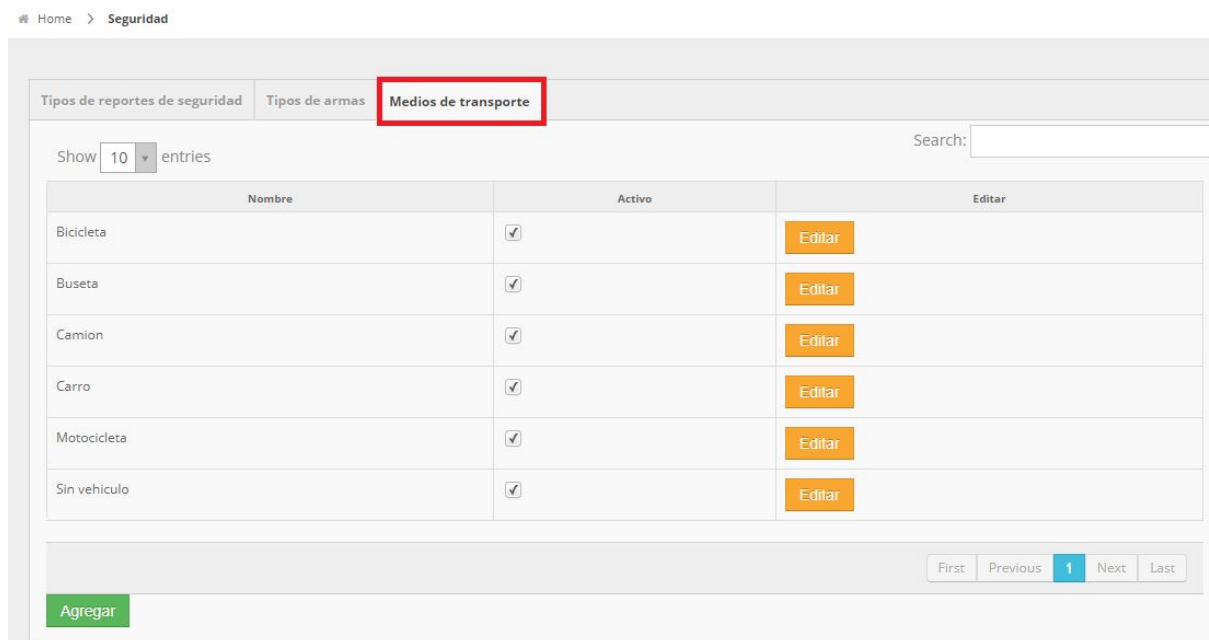 Home > Seguridad
Tipos de reportes de seguridad Tipos de armas Medios de transporte
Search:
Show 10 entries
Nombre Activo Editar
Bicicleta Editar
Buseta Editar
Camion Editar
Carro Editar
Motocicleta Editar
Sin vehiculo Editar
First Previous 1 Next Last
Agregar